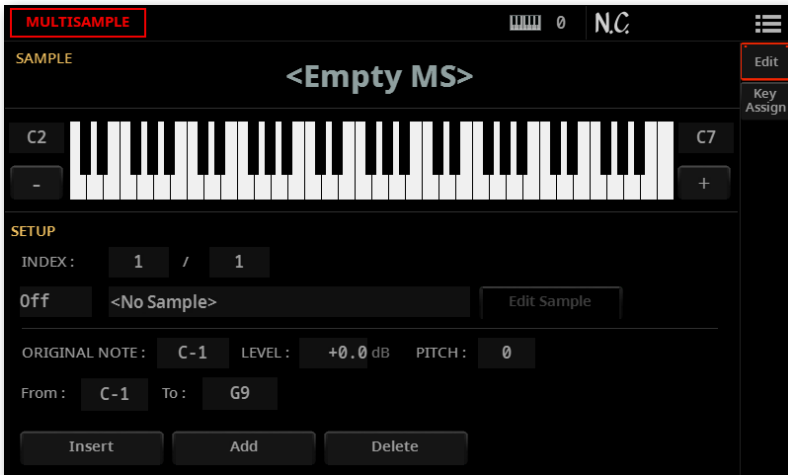 MULTISAMPLE 0 N.C.
SAMPLE
<Empty MS>
Edit
Key
Assign
C2 C7
- +
SETUP
INDEX : 1 / 1
Off <No Sample> Edit Sample
ORIGINAL NOTE : C-1 LEVEL : +0.0 dB PITCH : 0
From : C-1 To : G9
Insert Add Delete